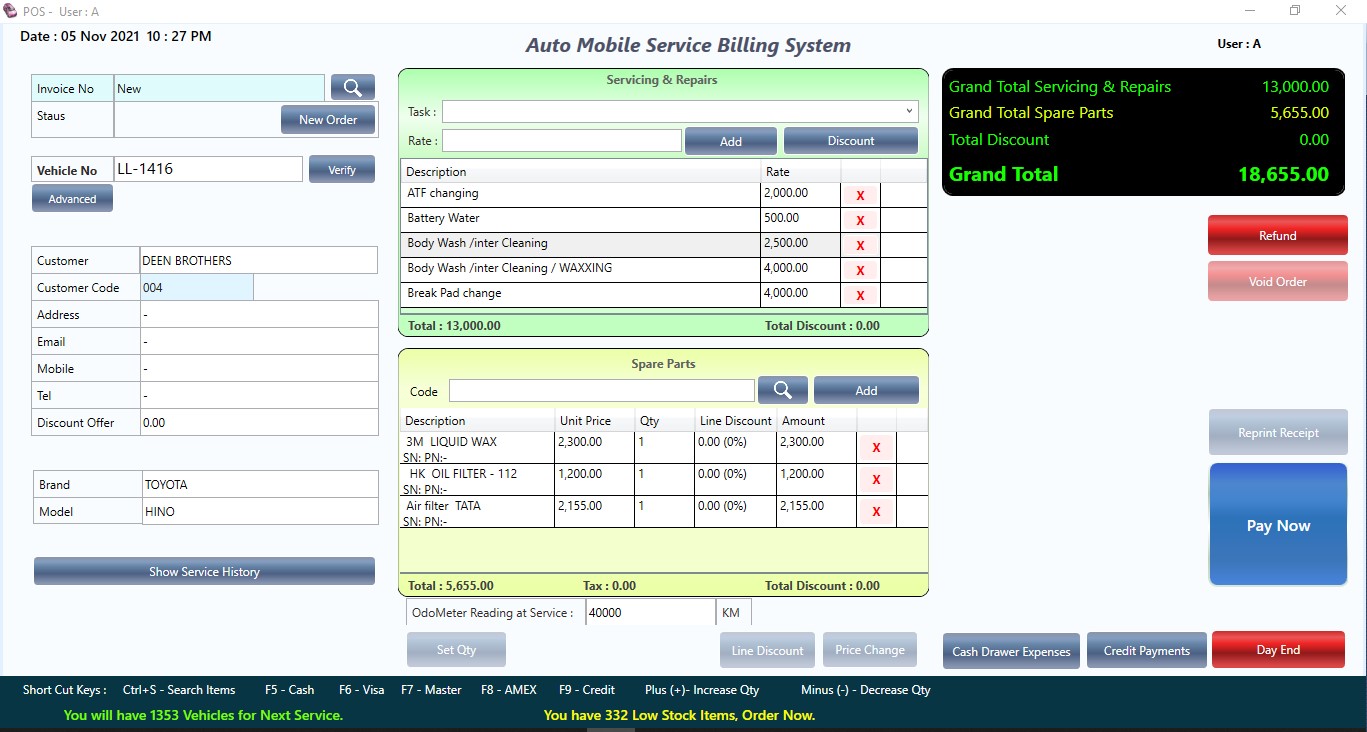 POS - User : A
Date : 05 Nov 2021 10 : 27 PM
Auto Mobile Service Billing System
User : A
Invoice No New
Staus
New Order
Vehicle No LL-1416 Verify
Advanced
Customer DEEN BROTHERS
Customer Code 004
Address -
Email -
Mobile -
Tel -
Discount Offer 0.00
Brand TOYOTA
Model HINO
Show Service History
Servicing & Repairs
Task :
Rate : Add Discount
Description Rate
ATF changing 2,000.00 X
Battery Water 500.00 X
Body Wash /inter Cleaning 2,500.00 X
Body Wash /inter Cleaning / WAXXING 4,000.00 X
Break Pad change 4,000.00 X
Total : 13,000.00 Total Discount : 0.00
Spare Parts
Code Add
Description Unit Price Qty Line Discount Amount
3M LIQUID WAX 2,300.00 1 0.00 (0%) 2,300.00 X
SN: PN:-
HK OIL FILTER - 112 1,200.00 1 0.00 (0%) 1,200.00 X
SN: PN:-
Air filter TATA 2,155.00 1 0.00 (0%) 2,155.00 X
SN: PN:-
Total : 5,655.00 Tax : 0.00 Total Discount : 0.00
OdoMeter Reading at Service : 40000 KM
Set Qty Line Discount Price Change
Grand Total Servicing & Repairs 13,000.00
Grand Total Spare Parts 5,655.00
Total Discount 0.00
Grand Total 18,655.00
Refund
Void Order
Reprint Receipt
Pay Now
Cash Drawer Expenses Credit Payments Day End
Short Cut Keys : Ctrl+S - Search Items F5 - Cash F6 - Visa F7 - Master F8 - AMEX F9 - Credit Plus (+)- Increase Qty Minus (-) - Decrease Qty
You will have 1353 Vehicles for Next Service. You have 332 Low Stock Items, Order Now.